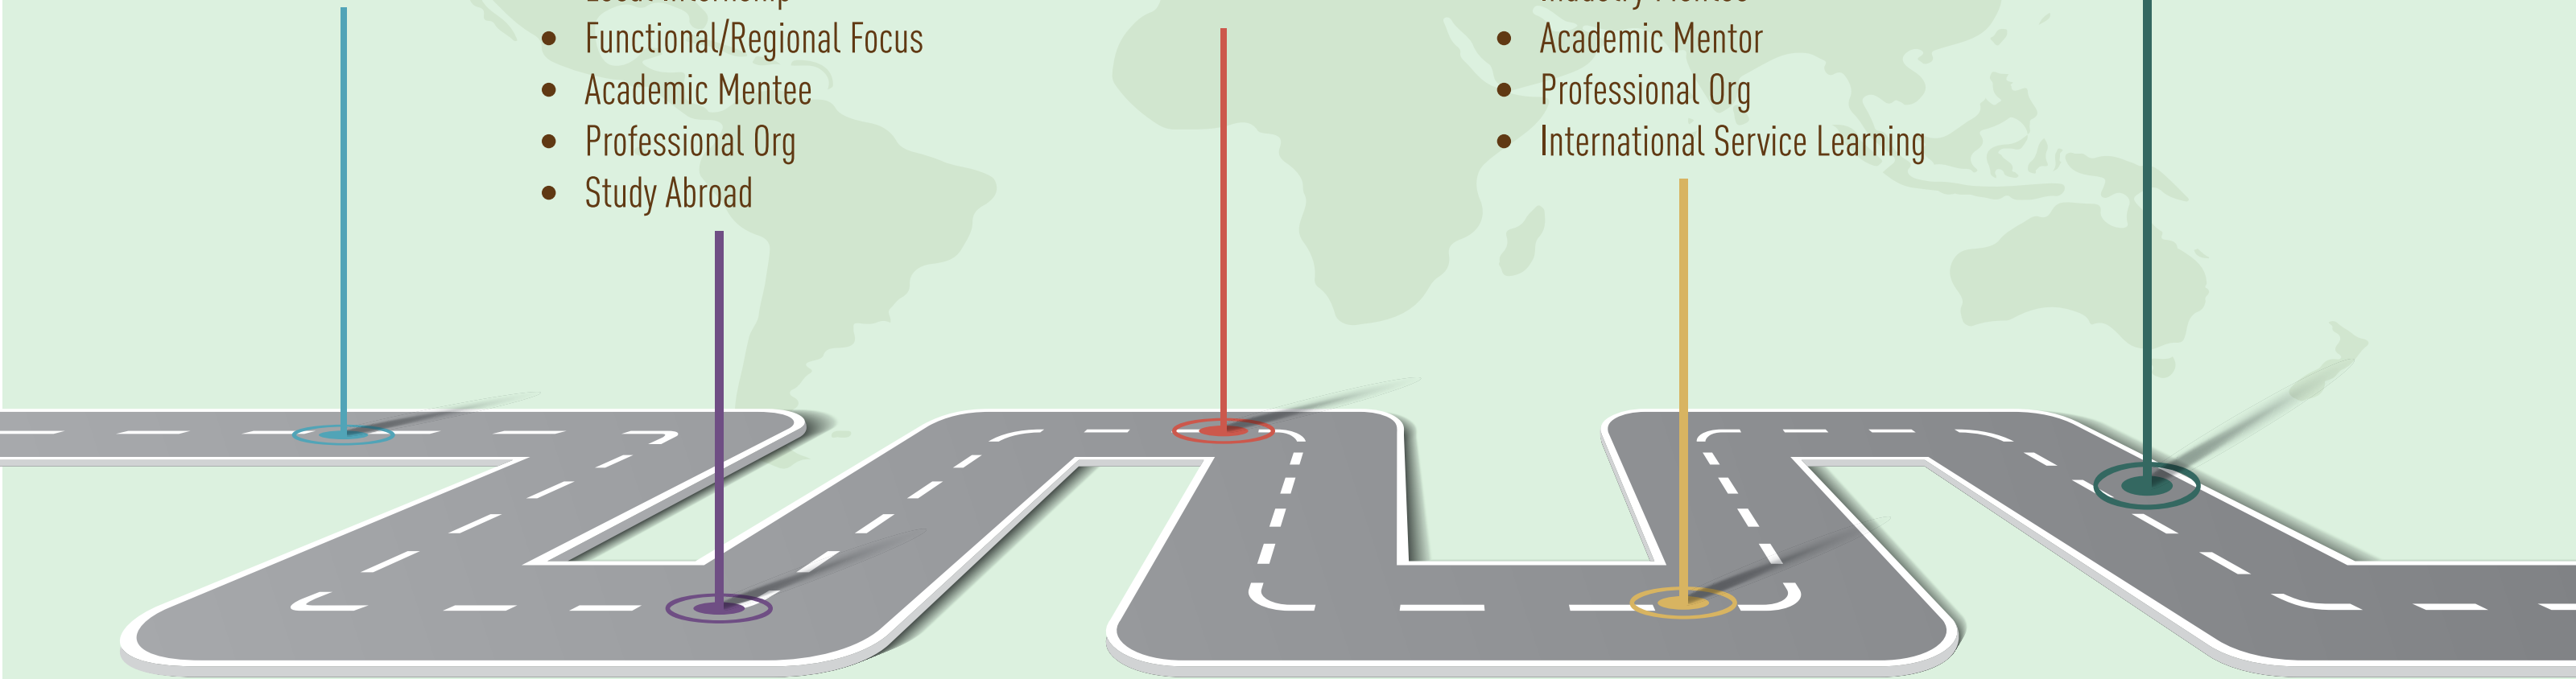 Functional/Regional Focus
Academic Mentee
Professional Org
Study Abroad
Academic Mentor
Professional Org
International Service Learning